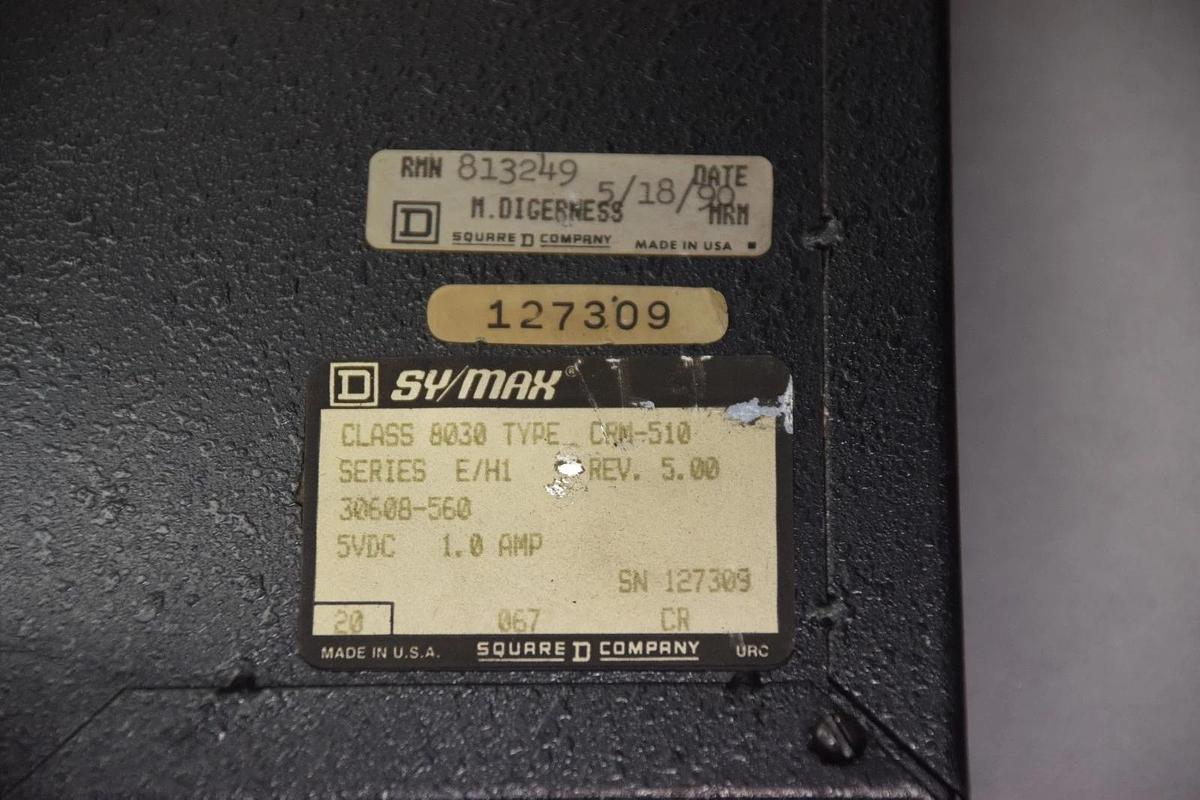 RMN 813249 DATE
5/18/90
M.DIGERNESS MRM
D SQUARE D COMPANY MADE IN USA
127309
D SY/MAX®
CLASS 8030 TYPE CRM-510
SERIES E/H1 REV. 5.00
30608-560
5VDC 1.0 AMP
SN 127309
20 067 CR
MADE IN U.S.A. SQUARE D COMPANY URC